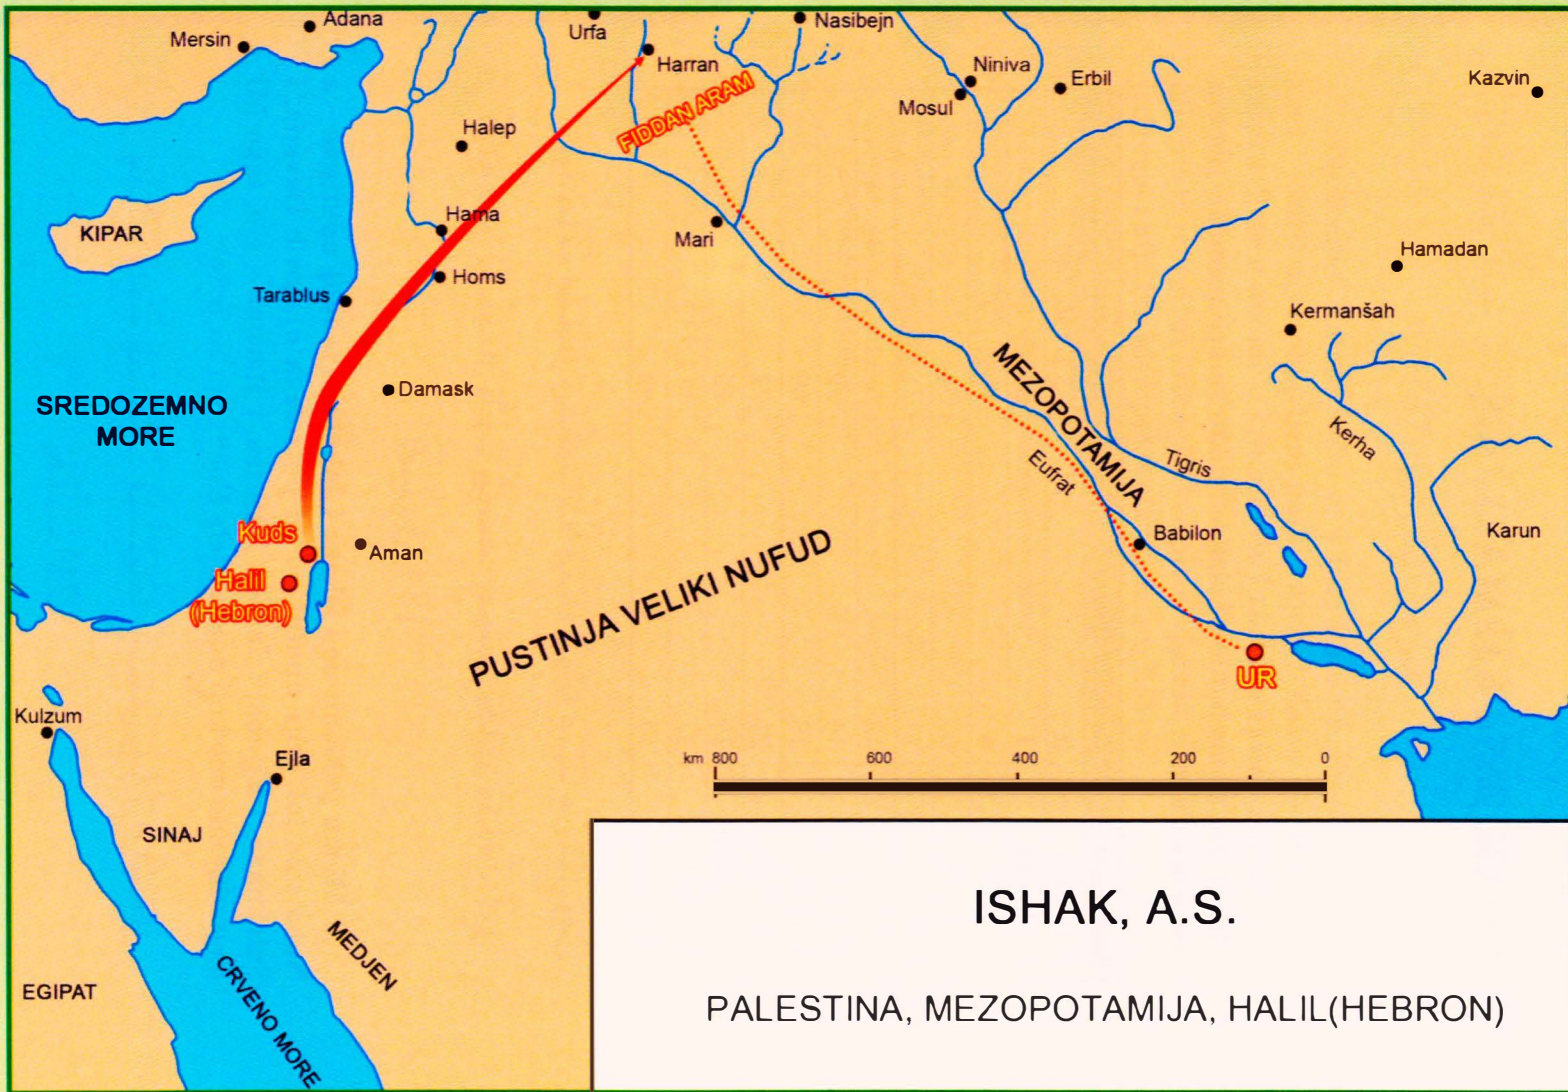 Adana
Mersin
Urfa
Nasibejn
Harran
Niniva
Erbil
Mosul
Kazvin
FIDDAN ARAM
Halep
Hama
KIPAR
Mari
Hamadan
Homs
Tarablus
Kermanšah
Damask
MEZOPOTAMIJA
SREDOZEMNO
MORE
Kerha
Tigris
Eufrat
Kuds
Aman
Babilon
Karun
Halil
(Hebron)
PUSTINJA VELIKI NUFUD
UR
Kulzum
Ejla
km 800 600 400 200 0
SINAJ
MEDJEN
EGIPAT
CRVENO MORE
ISHAK, A.S.
PALESTINA, MEZOPOTAMIJA, HALIL(HEBRON)